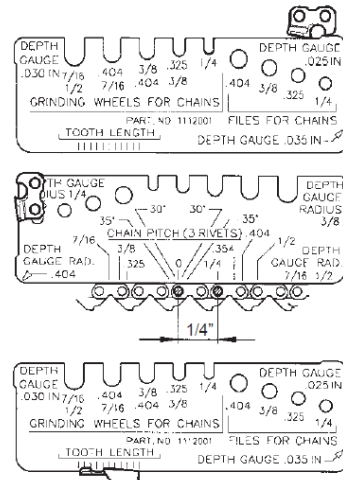 DEPTH GAUGE .030 IN
7/16 .404 3/8 .325 1/4
1/2 7/16 .404 3/8
GRINDING WHEELS FOR CHAINS
PART. NO 1112001
TOOTH LENGTH
DEPTH GAUGE .025 IN
.404 3/8 .325 1/4
FILES FOR CHAINS
DEPTH GAUGE .035 IN
TH GAUGE
DIUS 1/4
DEPTH GAUGE RADIUS 3/8
30° 30°
35° 35°
CHAIN PITCH (3 RIVETS)
7/16 3/8 .325 0 1/4 .354 .404 1/2
DEPTH GAUGE RAD. .404
DEPTH GAUGE RAD. 7/16 1/2
1/4"
DEPTH GAUGE .030 IN
7/16 .404 3/8 .325 1/4
1/2 7/16 .404 3/8
GRINDING WHEELS FOR CHAINS
PART. NO 1112001
TOOTH LENGTH
DEPTH GAUGE .025 IN
.404 3/8 .325 1/4
FILES FOR CHAINS
DEPTH GAUGE .035 IN